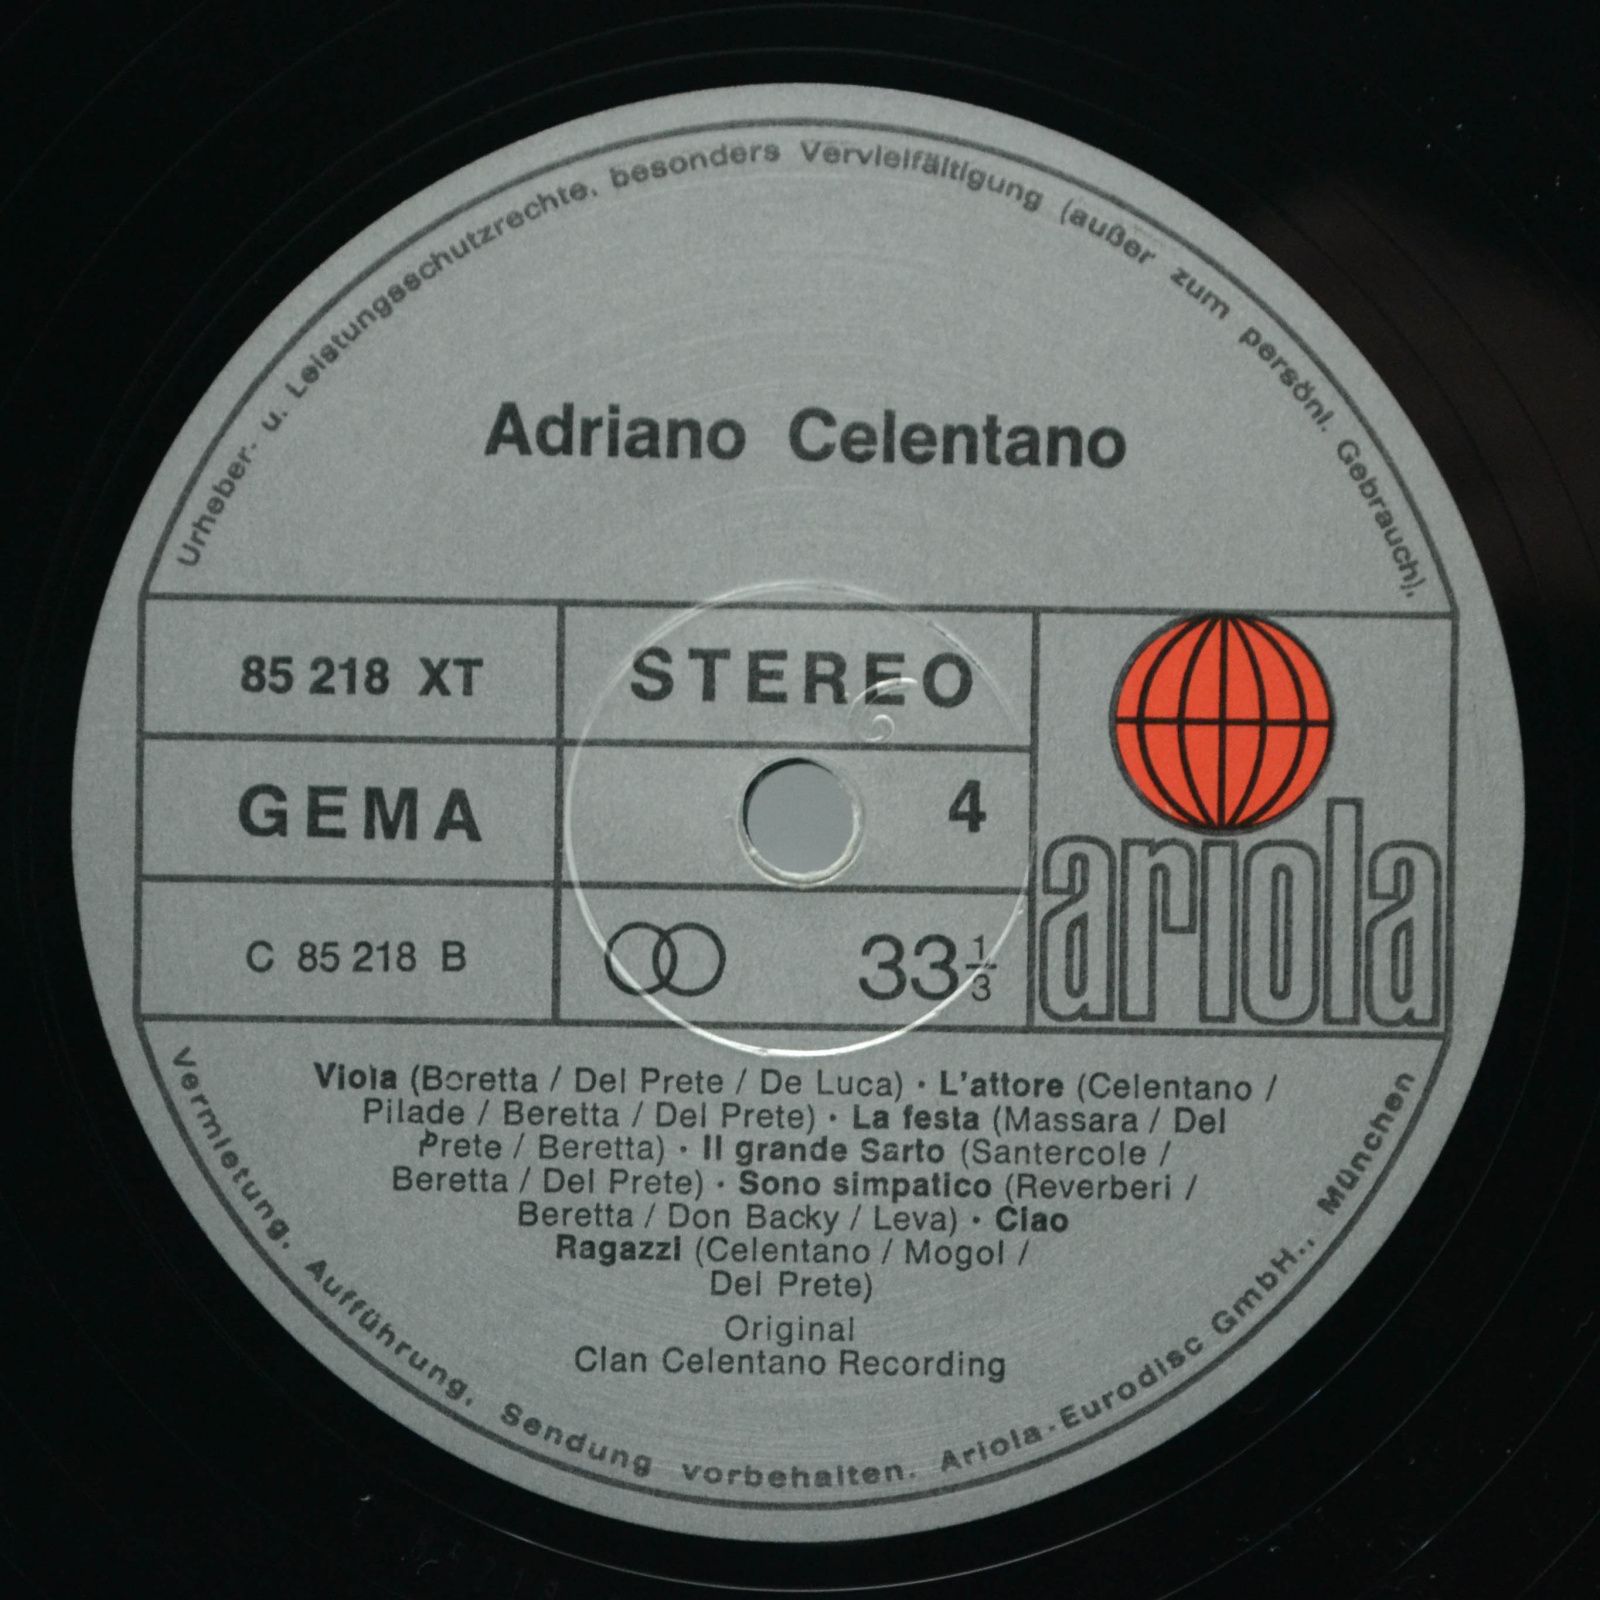 Urheber- u. Leistungsschutzrechte, besonders Vervielfältigung (außer zum persönl. Gebrauch),
Adriano Celentano
85 218 XT
STEREO
GEMA
4
C 85 218 B
33 1/3
ariola
Viola (Beretta / Del Prete / De Luca) · L'attore (Celentano /
Pilade / Beretta / Del Prete) · La festa (Massara / Del
Prete / Beretta) · Il grande Sarto (Santercole /
Beretta / Del Prete) · Sono simpatico (Reverberi /
Beretta / Don Backy / Leva) · Ciao
Ragazzi (Celentano / Mogol /
Del Prete)
Original
Clan Celentano Recording
Vermietung, Aufführung, Sendung vorbehalten. Ariola-Eurodisc GmbH., München